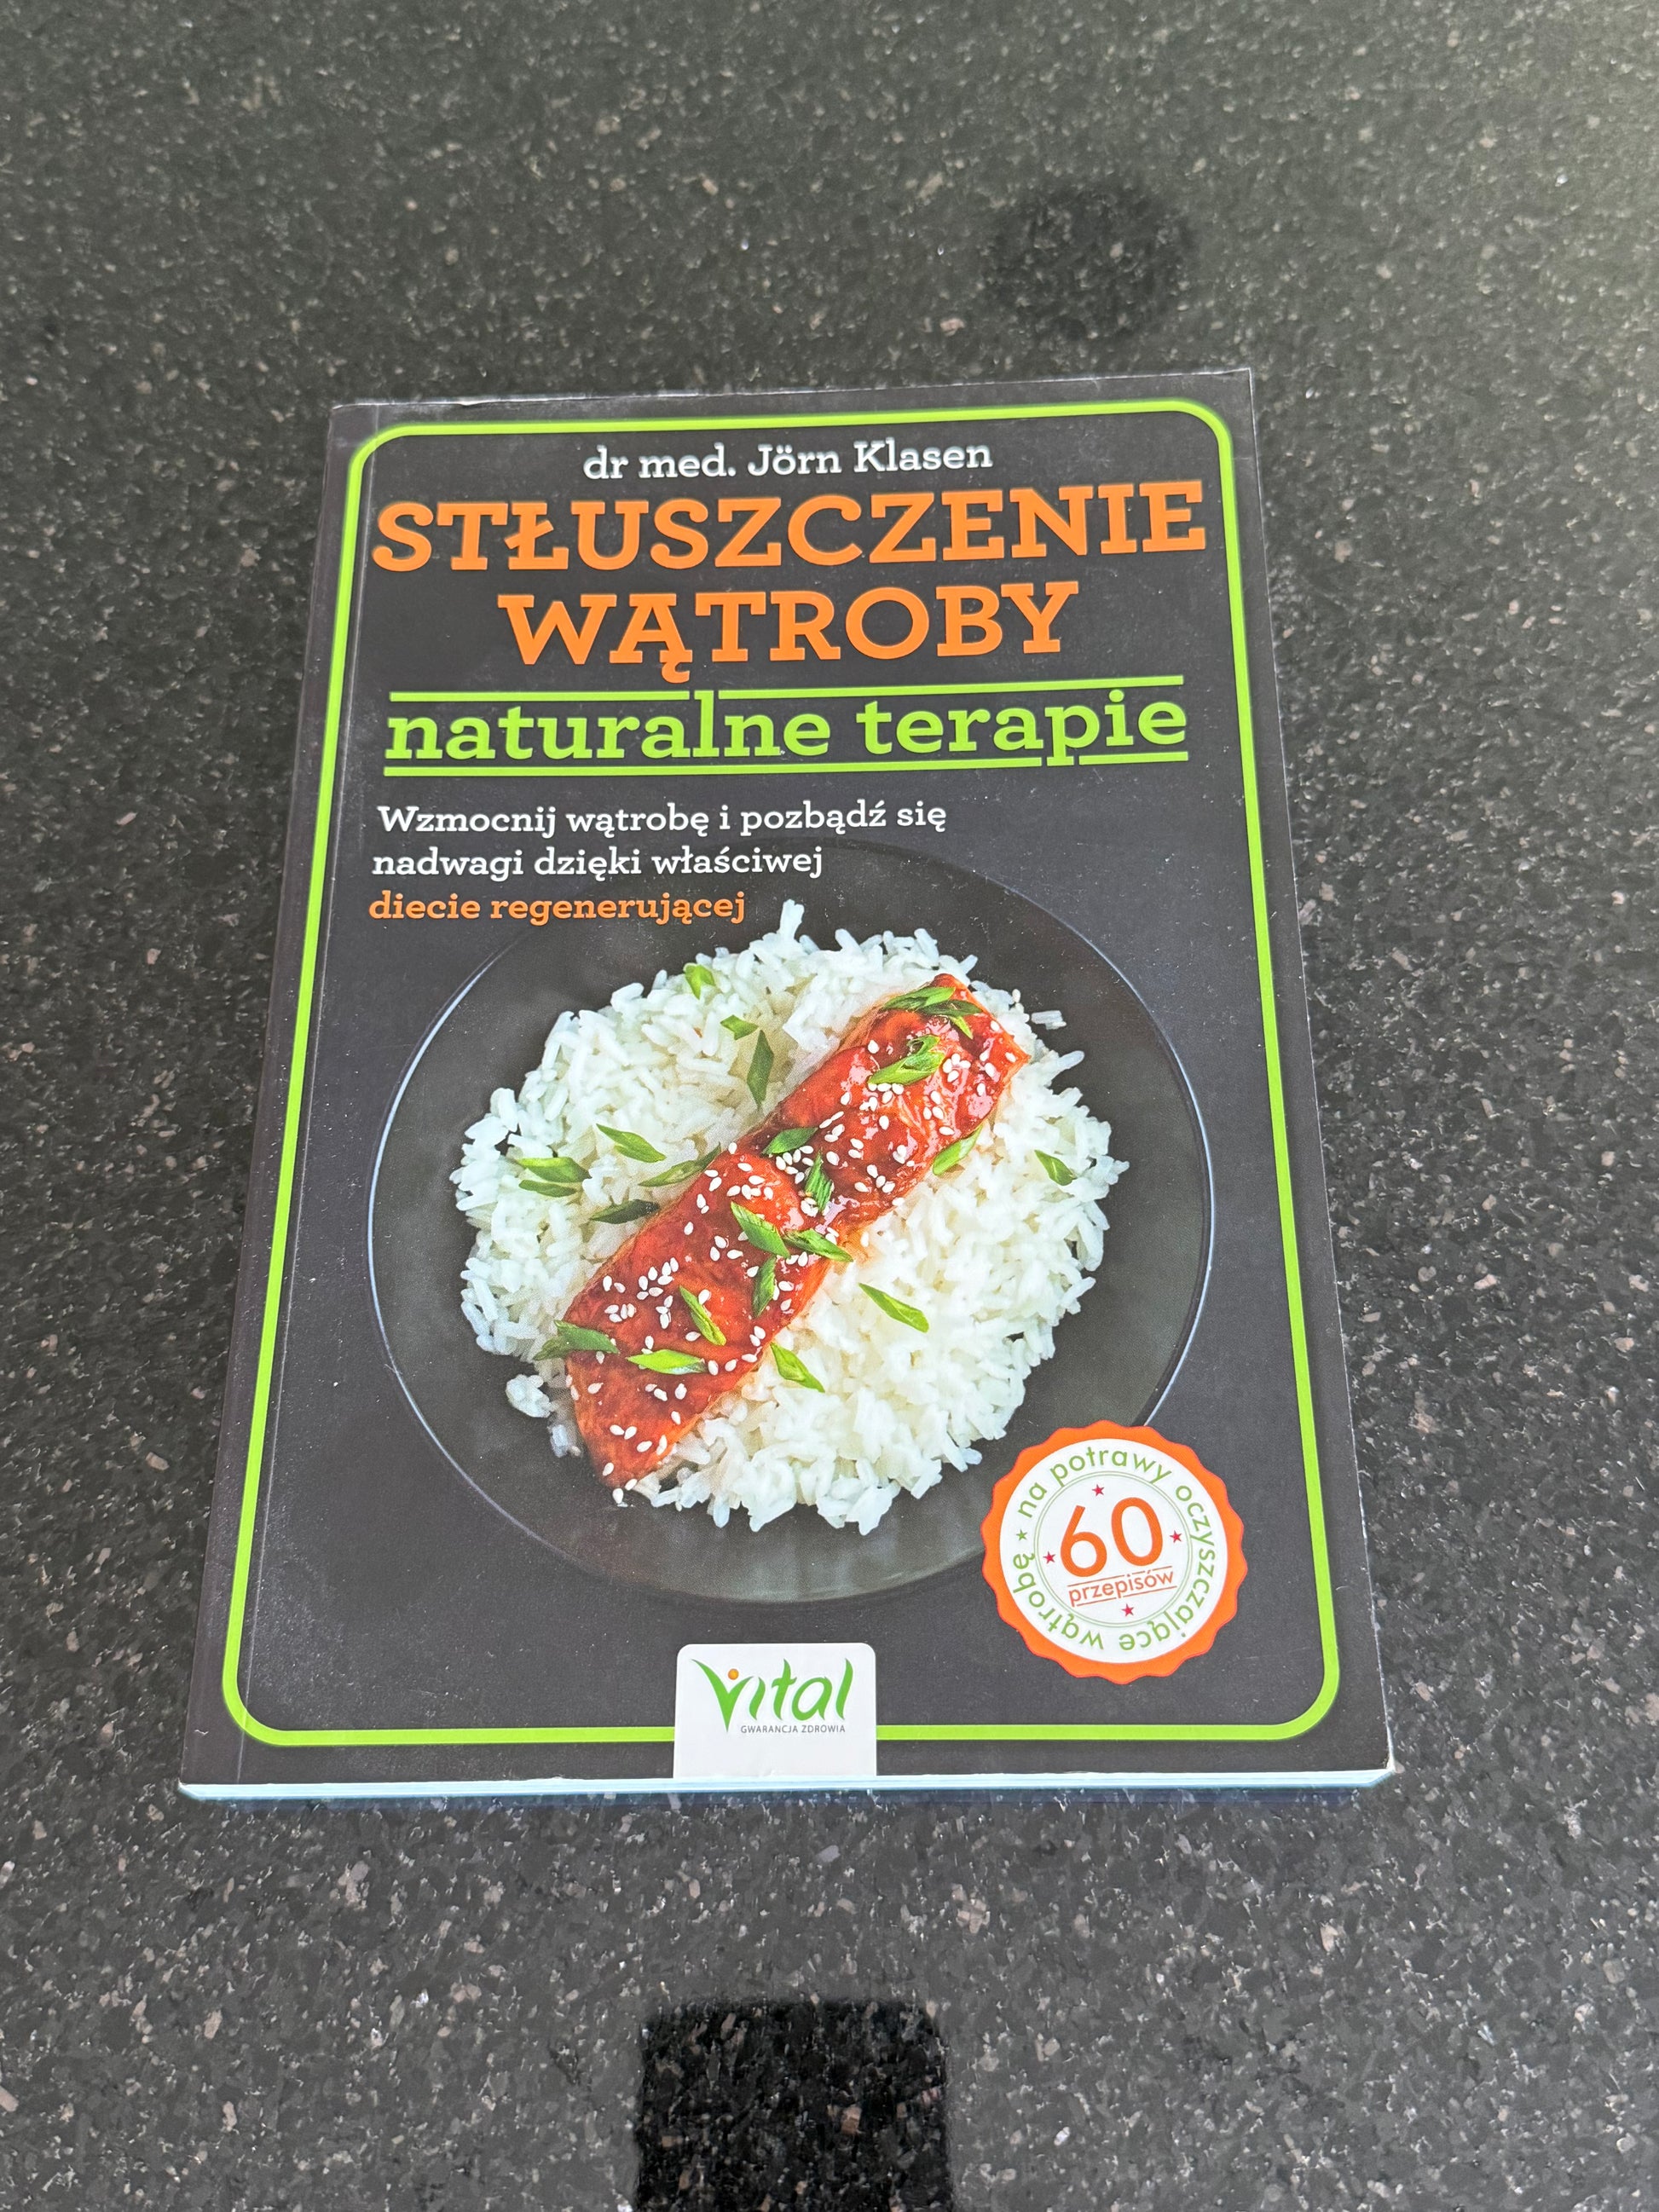 dr med. Jörn Klasen
STŁUSZCZENIE
WĄTROBY
naturalne terapie
Wzmocnij wątrobę i pozbądź się
nadwagi dzięki właściwej
diecie regenerującej
60
przepisów
na potrawy oczyszczające wątrobę
Vital
GWARANCJA ZDROWIA